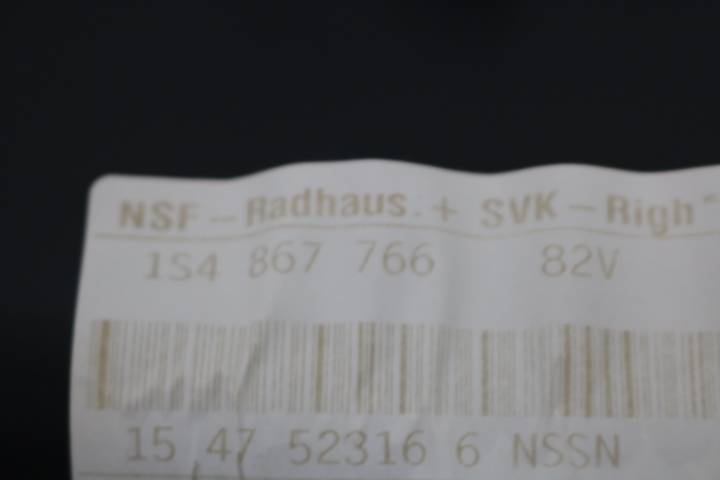 NSF - Radhaus. + SVK - Righ
1S4 867 766 82V
15 47 52316 6 NSSN